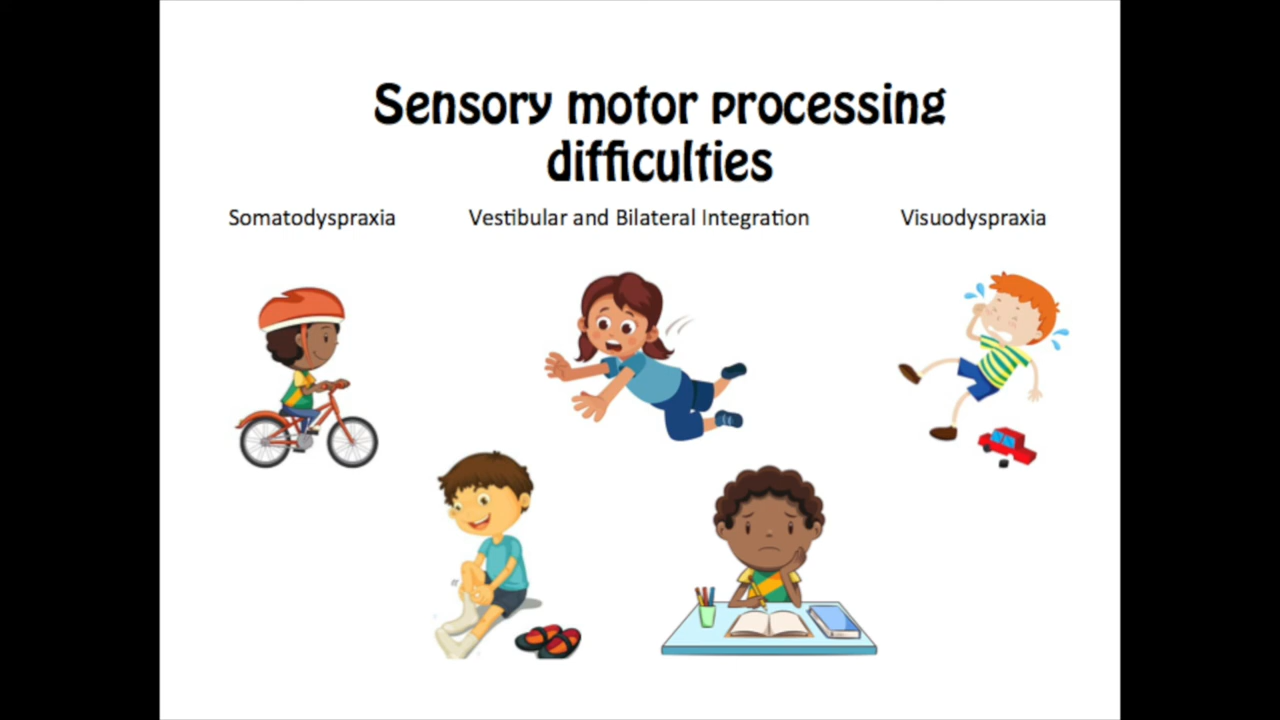 Sensory motor processing
difficulties
Somatodyspraxia
Vestibular and Bilateral Integration
Visuodyspraxia